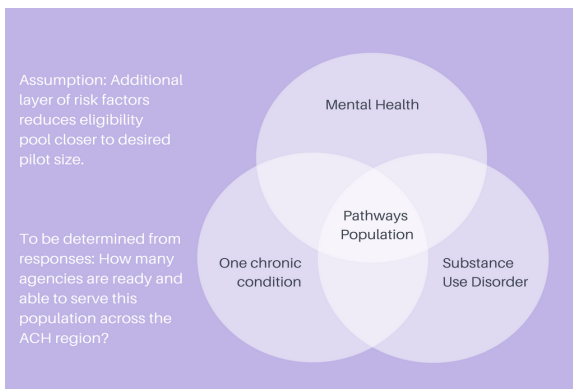 Assumption: Additional
layer of risk factors
reduces eligibility
pool closer to desired
pilot size.
To be determined from
responses: How many
agencies are ready and
able to serve this
population across the
ACH region?
Mental Health
Pathways
Population
One chronic
condition
Substance
Use Disorder